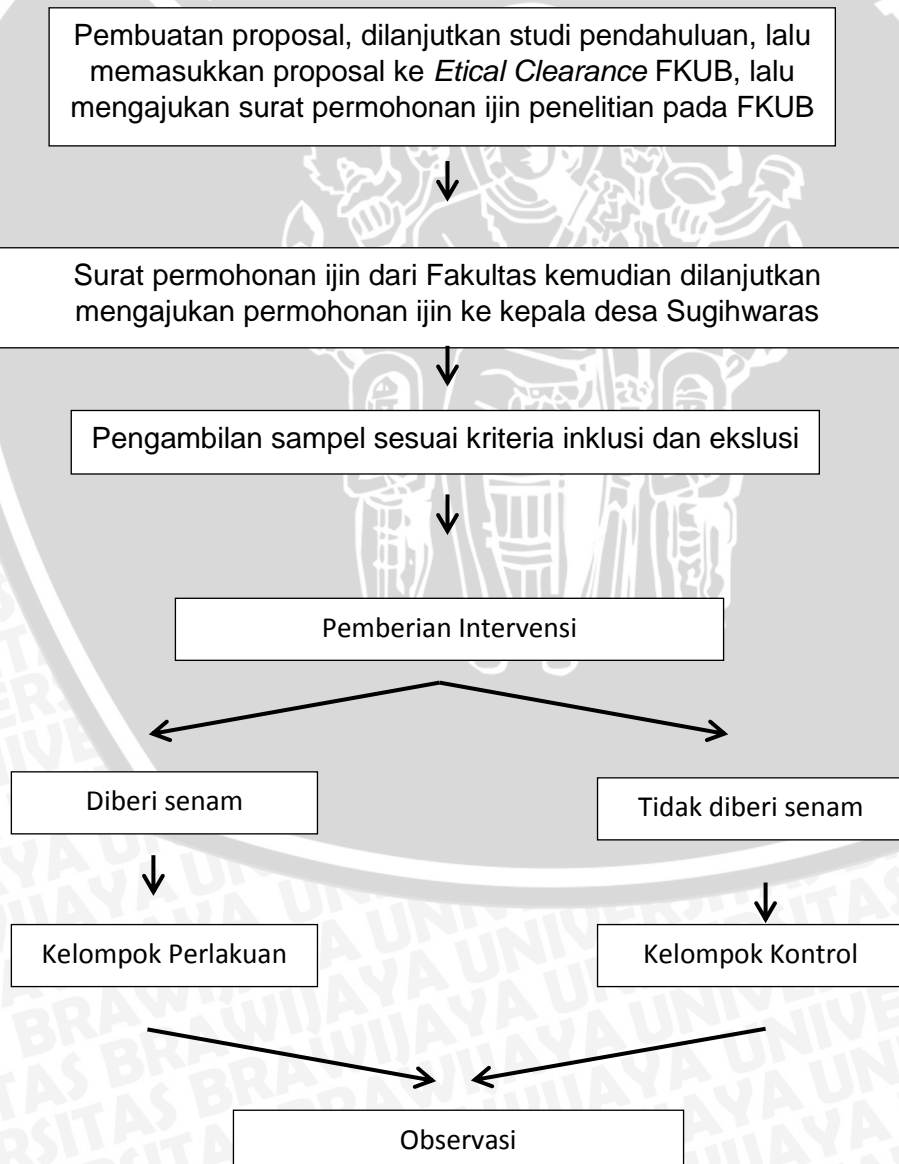 Pembuatan proposal, dilanjutkan studi pendahuluan, lalu
memasukkan proposal ke Etical Clearance FKUB, lalu
mengajukan surat permohonan ijin penelitian pada FKUB
Surat permohonan ijin dari Fakultas kemudian dilanjutkan
mengajukan permohonan ijin ke kepala desa Sugihwaras
Pengambilan sampel sesuai kriteria inklusi dan ekslusi
Pemberian Intervensi
Diberi senam
Tidak diberi senam
Kelompok Perlakuan
Kelompok Kontrol
Observasi